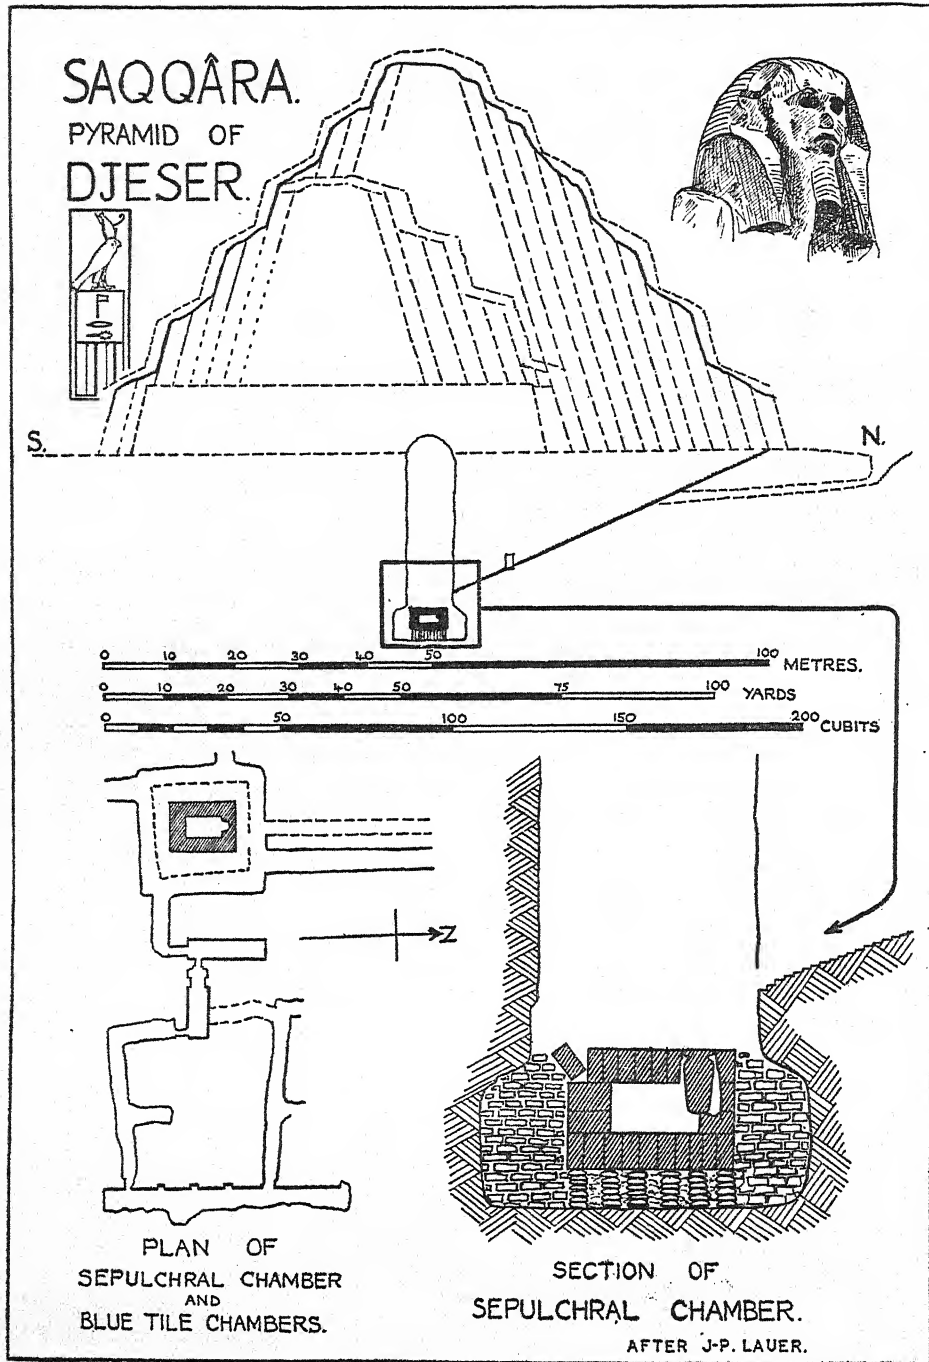 SAQQÂRA.
PYRAMID OF
DJESER.
S.
N.
0 10 20 30 40 50 100 METRES.
0 10 20 30 40 50 75 100 YARDS
0 50 100 150 200 CUBITS
N
PLAN OF
SEPULCHRAL CHAMBER
AND
BLUE TILE CHAMBERS.
SECTION OF
SEPULCHRAL CHAMBER.
AFTER J-P. LAUER.